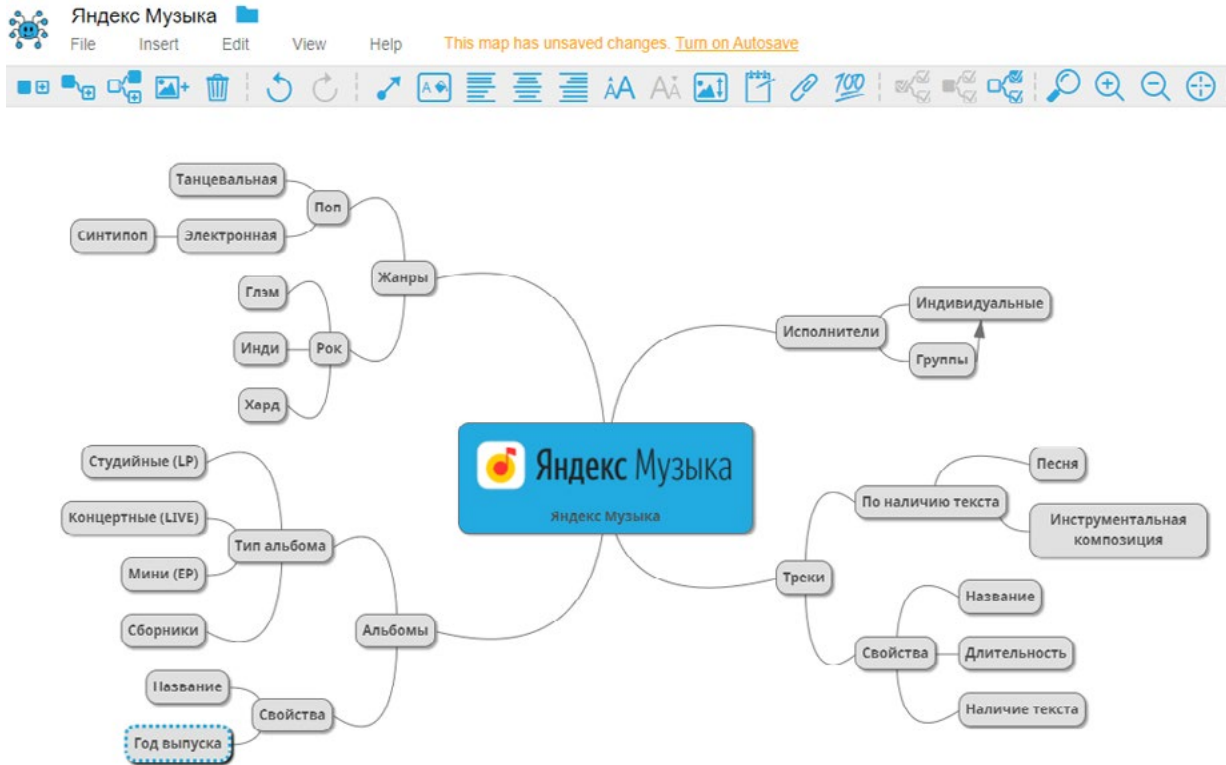 Яндекс Музыка
File Insert Edit View Help This map has unsaved changes. Turn on Autosave
100
Танцевальная
Поп
Синтипоп
Электронная
Жанры
Глэм
Инди
Рок
Хард
Исполнители
Индивидуальные
Группы
Яндекс Музыка
Яндекс Музыка
Студийные (LP)
Концертные (LIVE)
Тип альбома
Мини (EP)
Сборники
Альбомы
Название
Свойства
Год выпуска
Песня
По наличию текста
Инструментальная
композиция
Треки
Название
Свойства
Длительность
Наличие текста